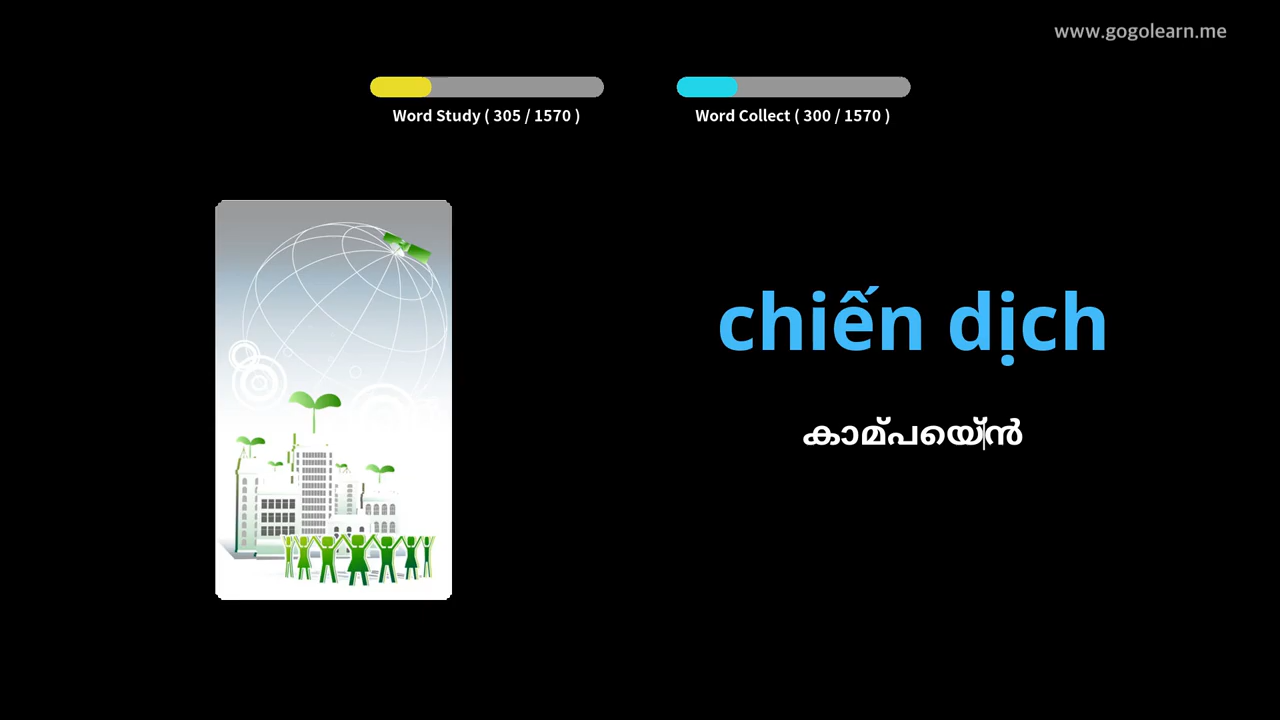 www.gogolearn.me
Word Study ( 305 / 1570 )
Word Collect ( 300 / 1570 )
chiến dịch
കാമ്പയെ്ൻ